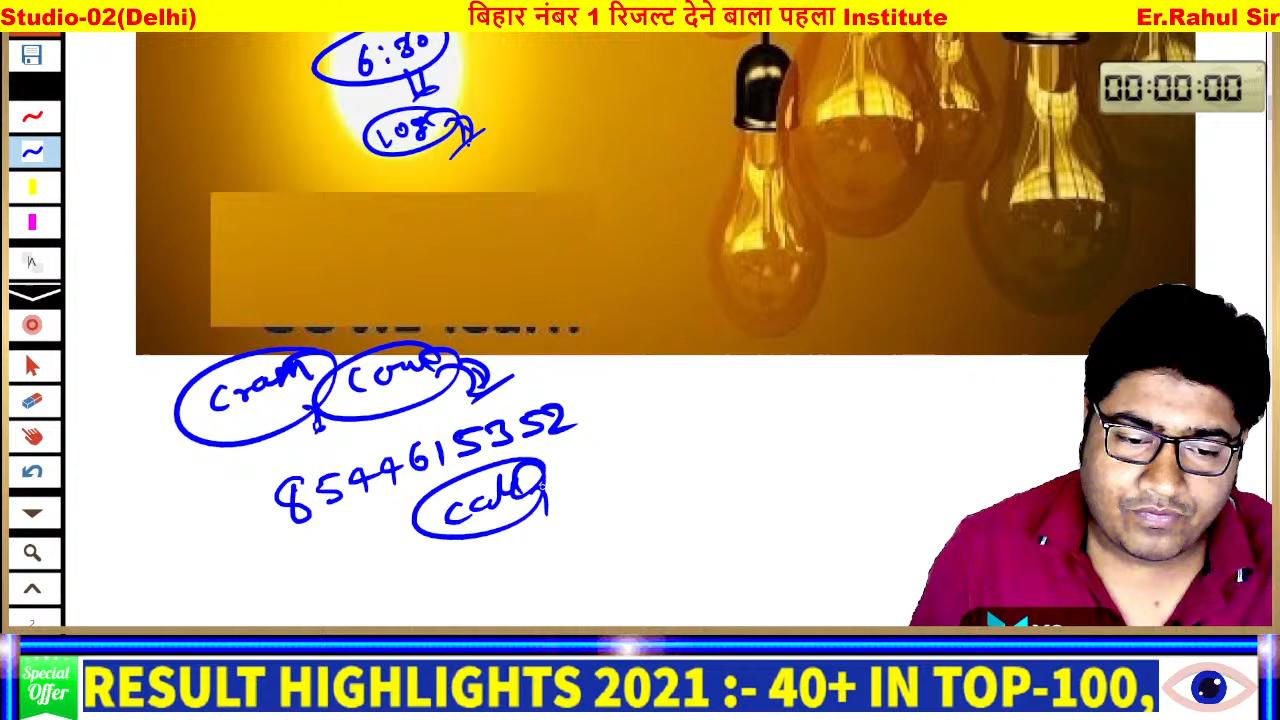 Studio-02(Delhi) बिहार नंबर 1 रिजल्ट देने बाला पहला Institute Er.Rahul Sir
6:30
00:00:00
8544615352
call
Special
Offer
RESULT HIGHLIGHTS 2021 :- 40+ IN TOP-100,